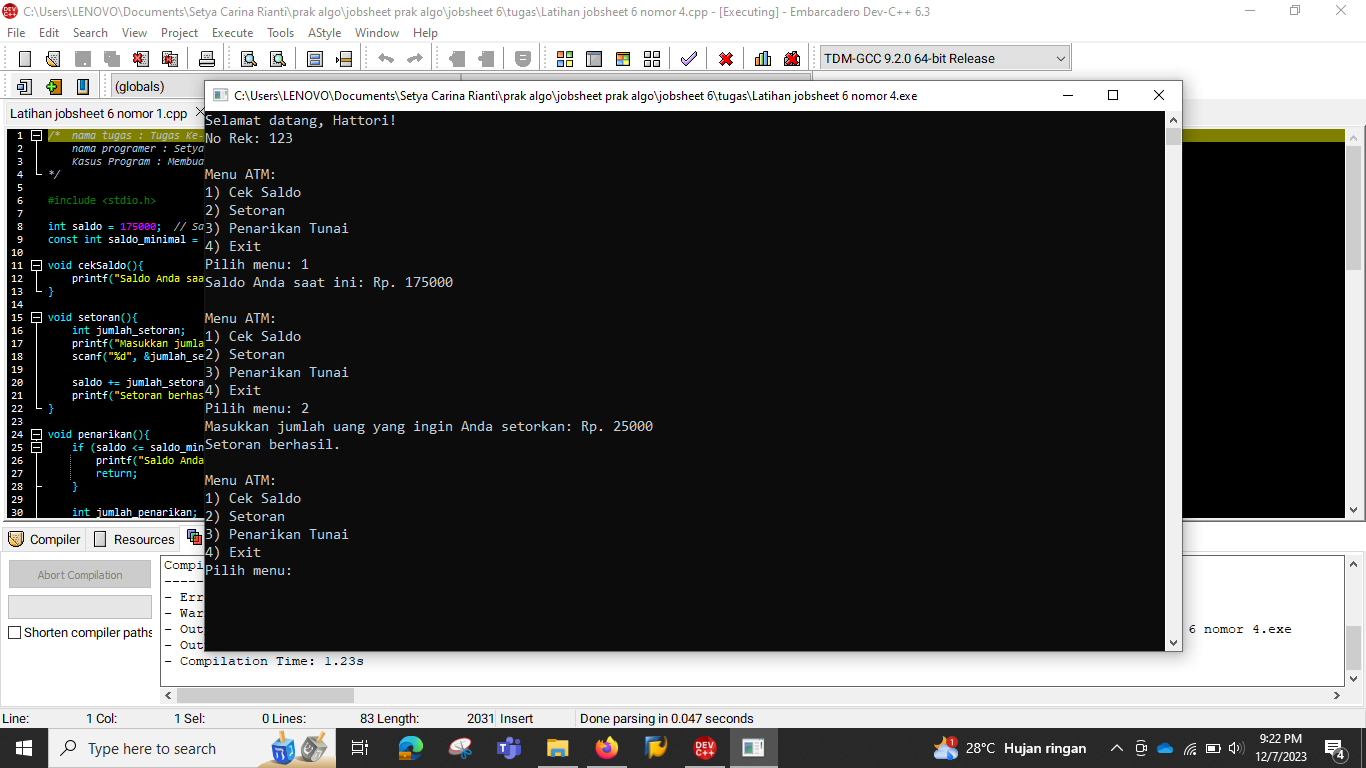 C:\Users\LENOVO\Documents\Setya Carina Rianti\prak algo\jobsheet prak algo\jobsheet 6\tugas\Latihan jobsheet 6 nomor 4.cpp - [Executing] - Embarcadero Dev-C++ 6.3
File Edit Search View Project Execute Tools AStyle Window Help
TDM-GCC 9.2.0 64-bit Release
(globals)
Latihan jobsheet 6 nomor 1.cpp
C:\Users\LENOVO\Documents\Setya Carina Rianti\prak algo\jobsheet prak algo\jobsheet 6\tugas\Latihan jobsheet 6 nomor 4.exe
1 /* nama tugas : Tugas Ke-
2 nama programer : Setya
3 Kasus Program : Membua
4 */
5
6 #include <stdio.h>
7
8 int saldo = 175000; // Sa
9 const int saldo_minimal =
10
11 void cekSaldo(){
12 printf("Saldo Anda saa
13 }
14
15 void setoran(){
16 int jumlah_setoran;
17 printf("Masukkan jumla
18 scanf("%d", &jumlah_se
19
20 saldo += jumlah_setora
21 printf("Setoran berhas
22 }
23
24 void penarikan(){
25 if (saldo <= saldo_min
26 printf("Saldo Anda
27 return;
28 }
29
30 int jumlah_penarikan;
Selamat datang, Hattori!
No Rek: 123
Menu ATM:
1) Cek Saldo
2) Setoran
3) Penarikan Tunai
4) Exit
Pilih menu: 1
Saldo Anda saat ini: Rp. 175000
Menu ATM:
1) Cek Saldo
2) Setoran
3) Penarikan Tunai
4) Exit
Pilih menu: 2
Masukkan jumlah uang yang ingin Anda setorkan: Rp. 25000
Setoran berhasil.
Menu ATM:
1) Cek Saldo
2) Setoran
3) Penarikan Tunai
4) Exit
Pilih menu:
Compiler Resources
Abort Compilation
Shorten compiler paths
Compi
-----
- Err
- War
- Out 6 nomor 4.exe
- Out
- Compilation Time: 1.23s
Line: 1 Col: 1 Sel: 0 Lines: 83 Length: 2031 Insert Done parsing in 0.047 seconds
Type here to search
28°C Hujan ringan
9:22 PM
12/7/2023
4